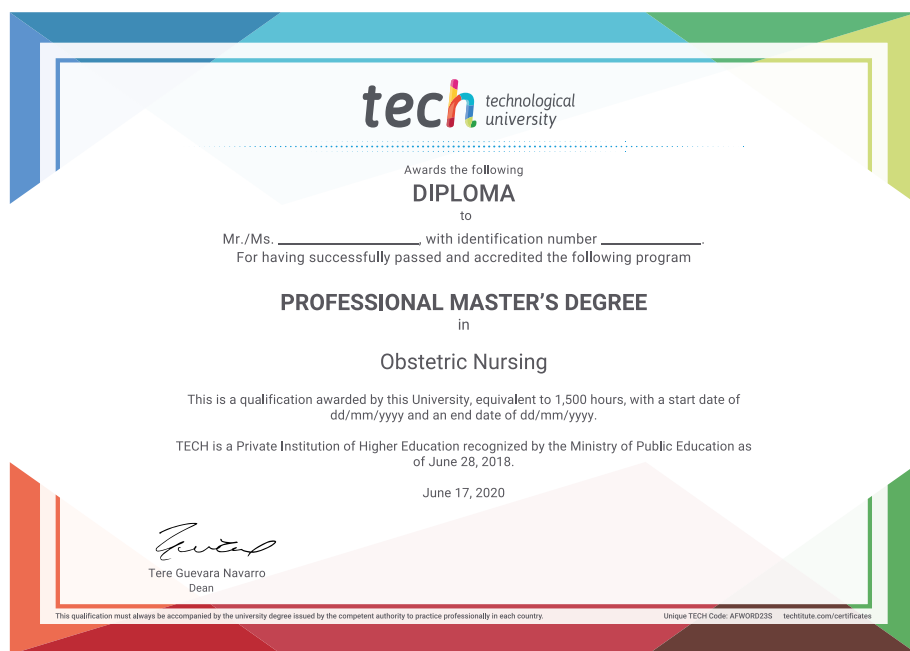 tech technological
university
Awards the following
DIPLOMA
to
Mr./Ms. ____________________, with identification number ______________.
For having successfully passed and accredited the following program
PROFESSIONAL MASTER'S DEGREE
in
Obstetric Nursing
This is a qualification awarded by this University, equivalent to 1,500 hours, with a start date of
dd/mm/yyyy and an end date of dd/mm/yyyy.
TECH is a Private Institution of Higher Education recognized by the Ministry of Public Education as
of June 28, 2018.
June 17, 2020
Tere Guevara Navarro
Dean
This qualification must always be accompanied by the university degree issued by the competent authority to practice professionally in each country.
Unique TECH Code: AFWORD23S techtitute.com/certificates